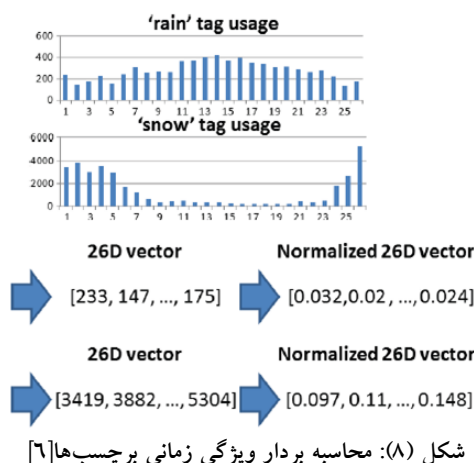 'rain' tag usage
600
400
200
0
1 3 5 7 9 11 13 15 17 19 21 23 25
'snow' tag usage
6000
4000
2000
0
1 3 5 7 9 11 13 15 17 19 21 23 25
26D vector Normalized 26D vector
[233, 147, ..., 175] [0.032,0.02 , ...,0.024]
26D vector Normalized 26D vector
[3419, 3882, ..., 5304] [0.097, 0.11, ..., 0.148]
شکل (۸): محاسبه بردار ویژگی زمانی برچسب‌ها[٦]